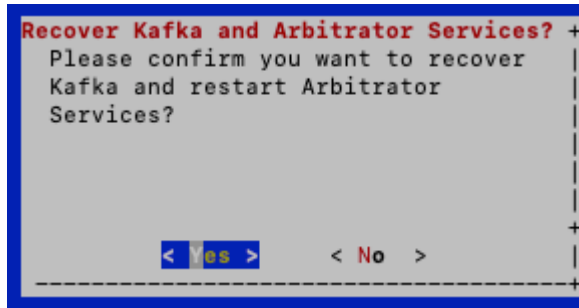 Recover Kafka and Arbitrator Services?
Please confirm you want to recover
Kafka and restart Arbitrator
Services?
< Yes > < No >